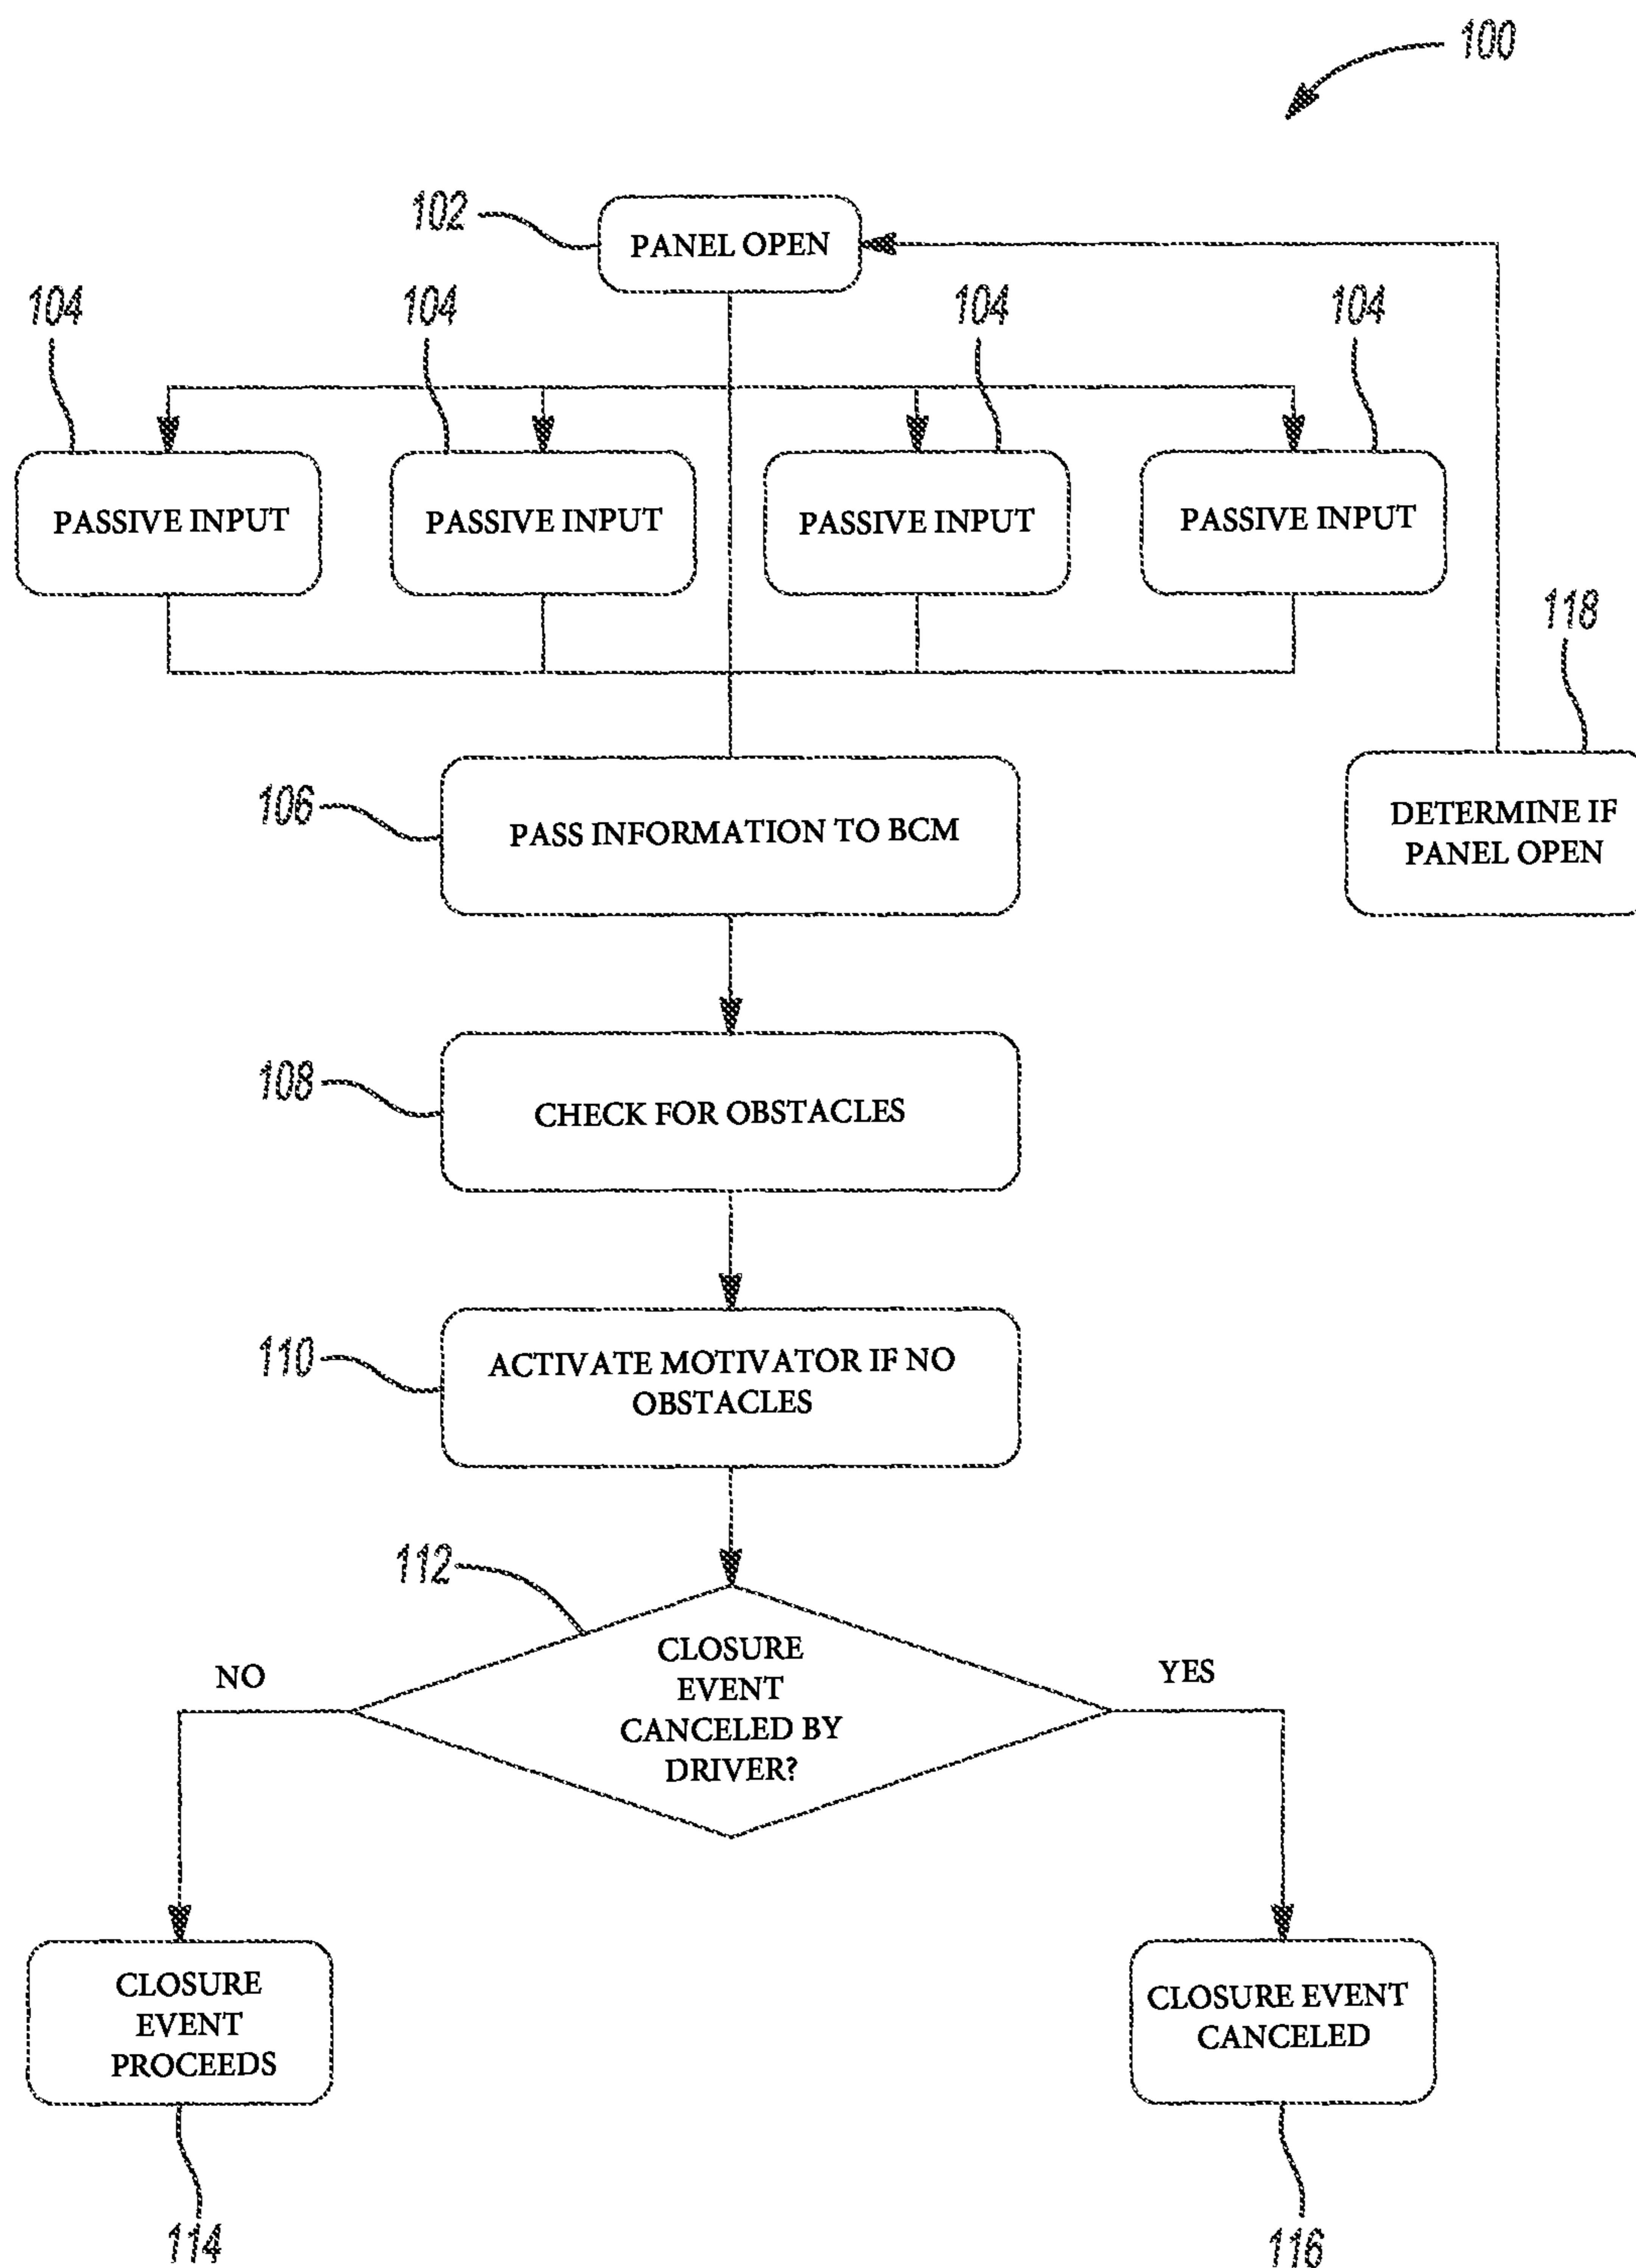 100
102
PANEL OPEN
104
104
104
104
PASSIVE INPUT
PASSIVE INPUT
PASSIVE INPUT
PASSIVE INPUT
118
106
PASS INFORMATION TO BCM
DETERMINE IF
PANEL OPEN
108
CHECK FOR OBSTACLES
110
ACTIVATE MOTIVATOR IF NO
OBSTACLES
112
CLOSURE
EVENT
CANCELED BY
DRIVER?
NO
YES
CLOSURE
EVENT
PROCEEDS
CLOSURE EVENT
CANCELED
114
116